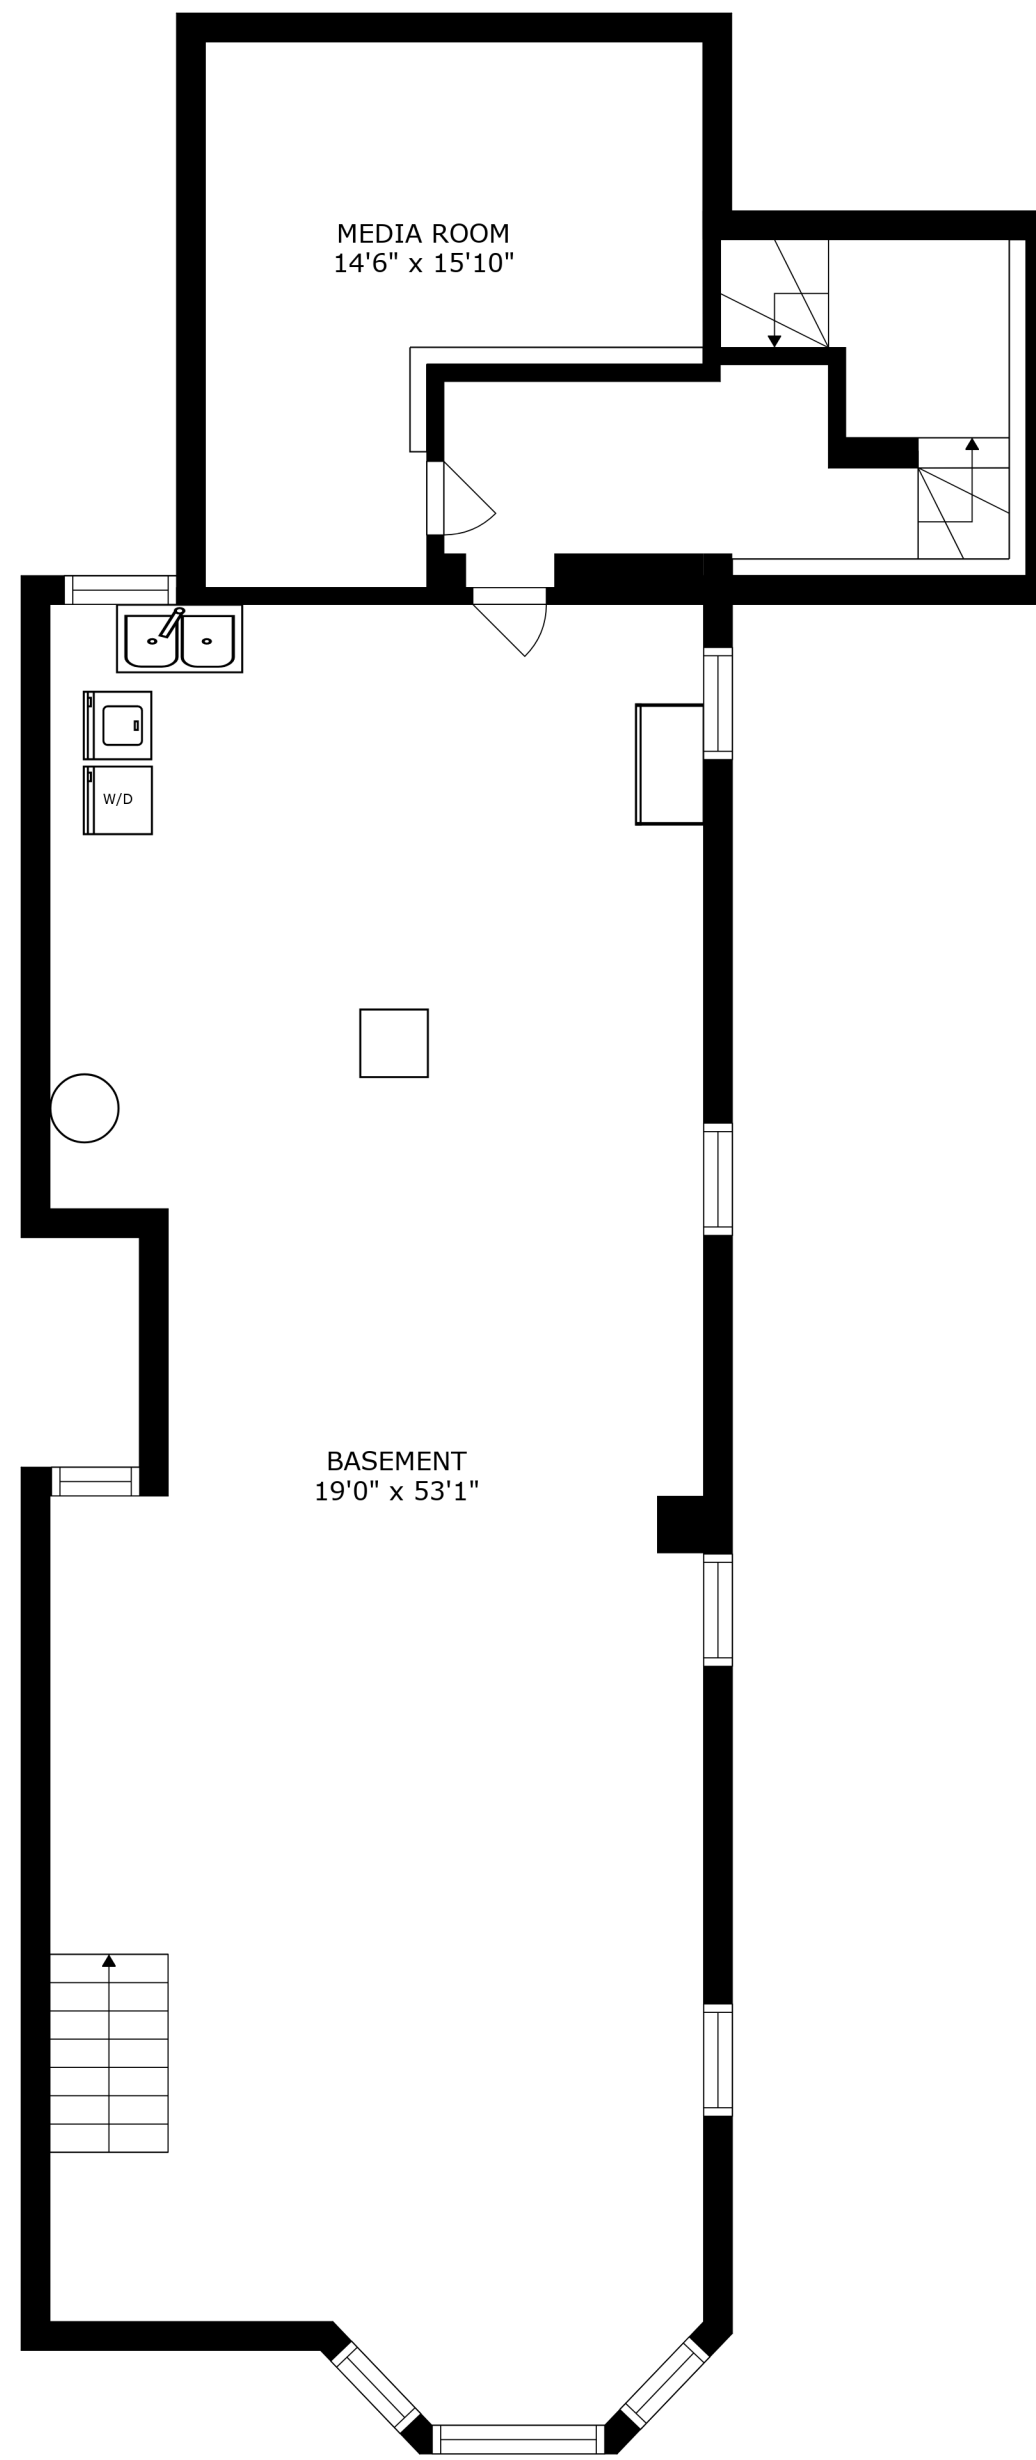 MEDIA ROOM
14'6" x 15'10"
W/D
BASEMENT
19'0" x 53'1"